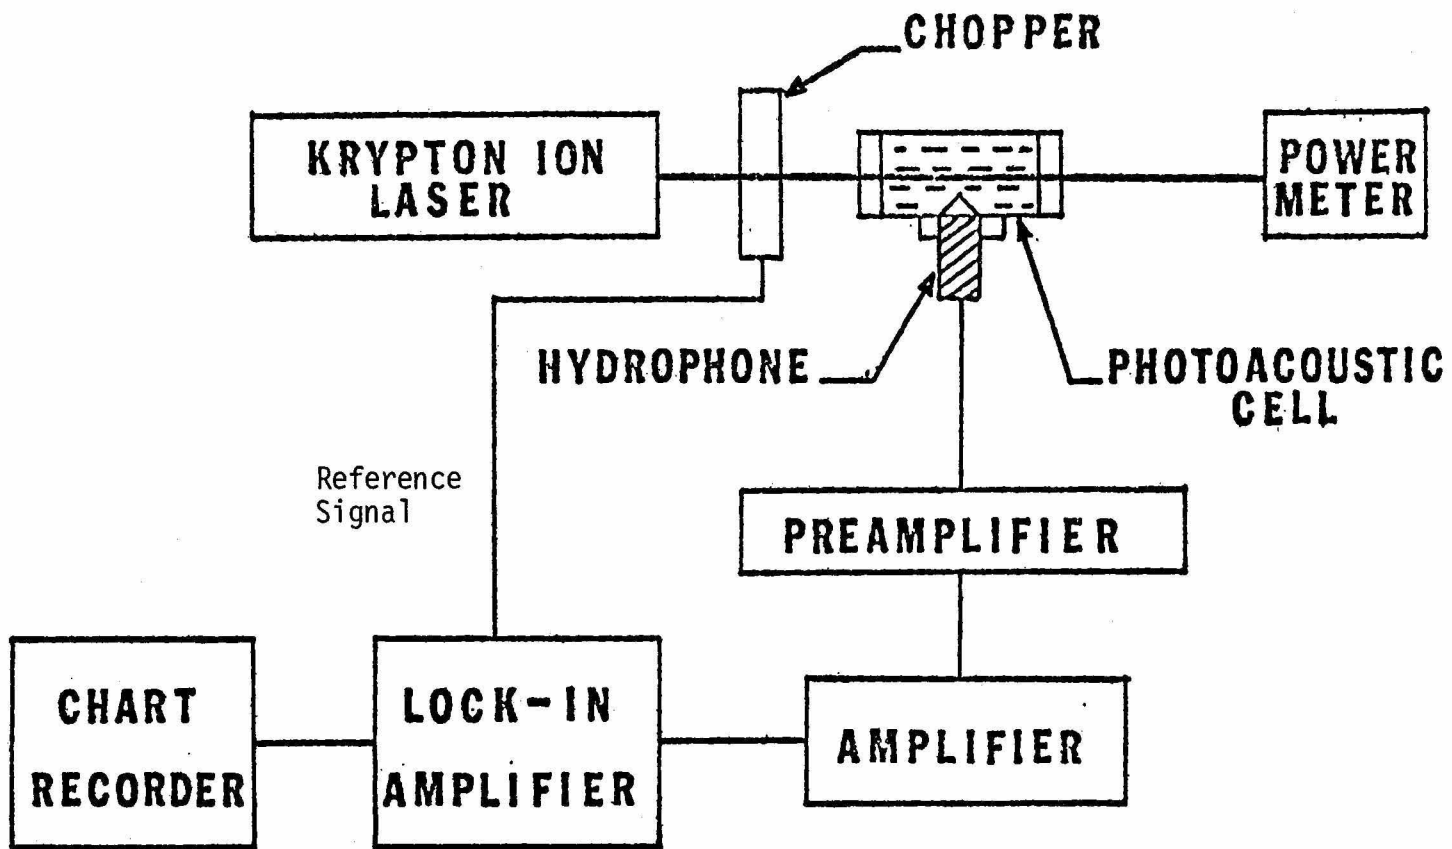 CHOPPER
KRYPTON ION
LASER
POWER
METER
HYDROPHONE
PHOTOACOUSTIC
CELL
Reference
Signal
PREAMPLIFIER
CHART
RECORDER
LOCK-IN
AMPLIFIER
AMPLIFIER